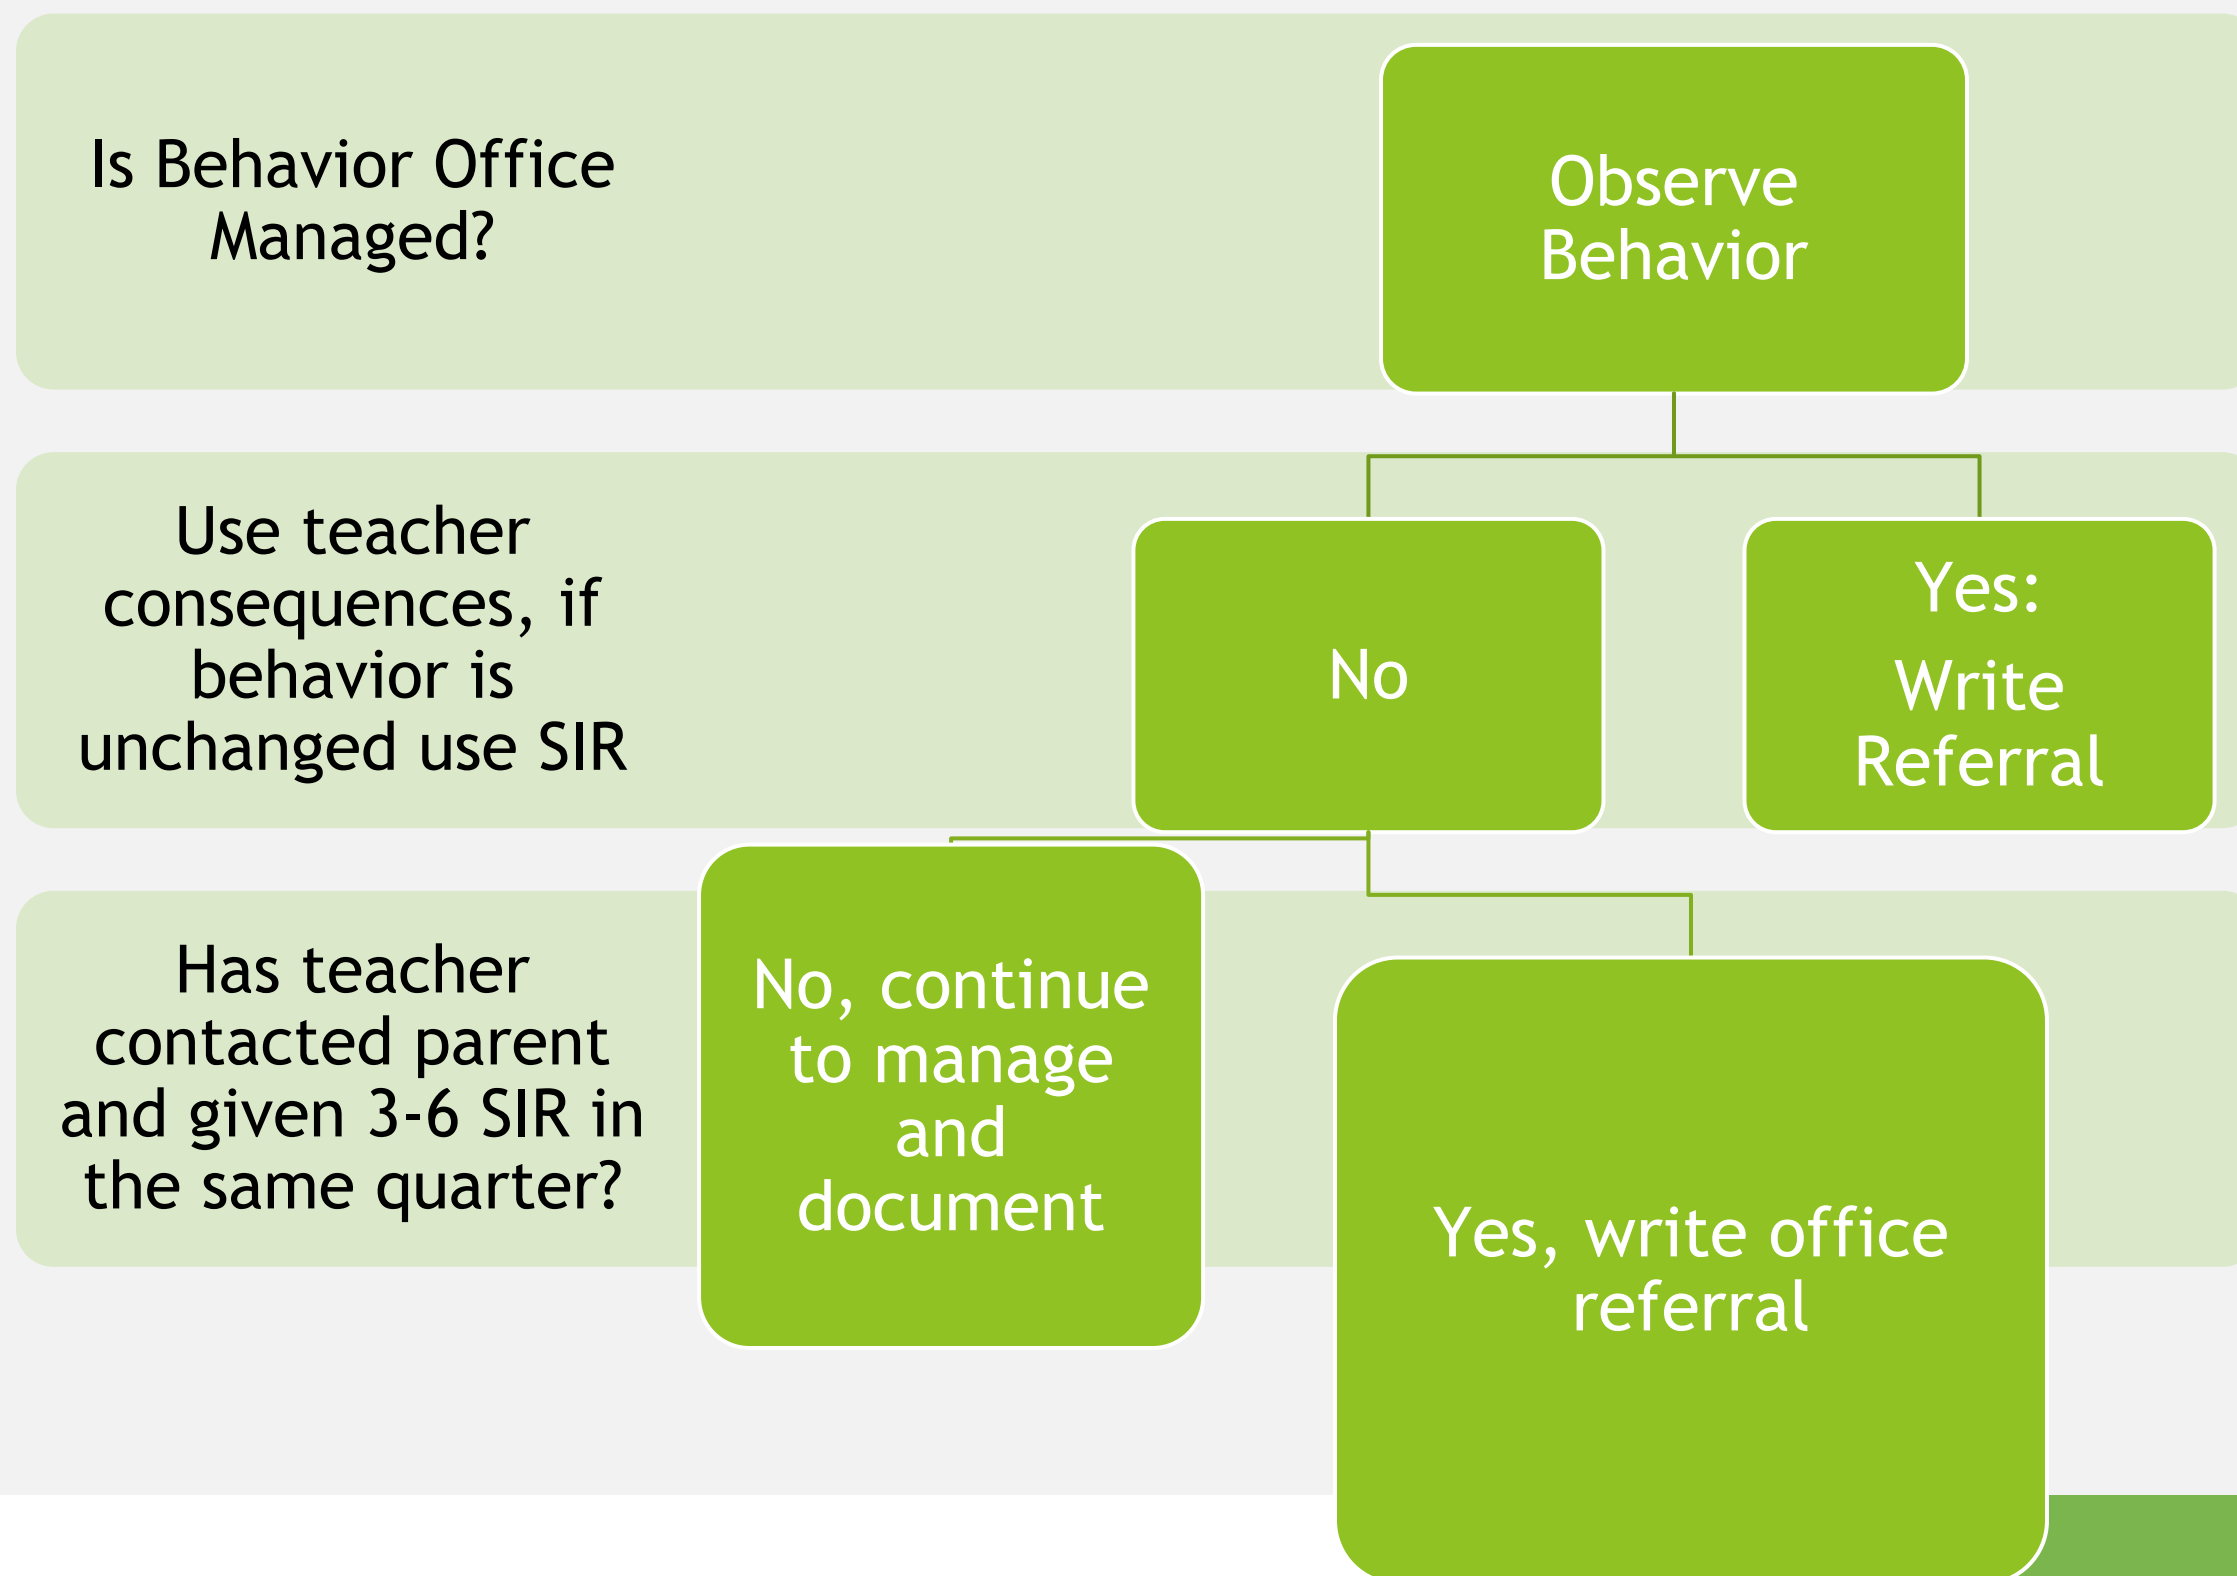 Is Behavior Office
Managed?
Observe
Behavior
Use teacher
consequences, if
behavior is
unchanged use SIR
No
Yes:
Write
Referral
Has teacher
contacted parent
and given 3-6 SIR in
the same quarter?
No, continue
to manage
and
document
Yes, write office
referral